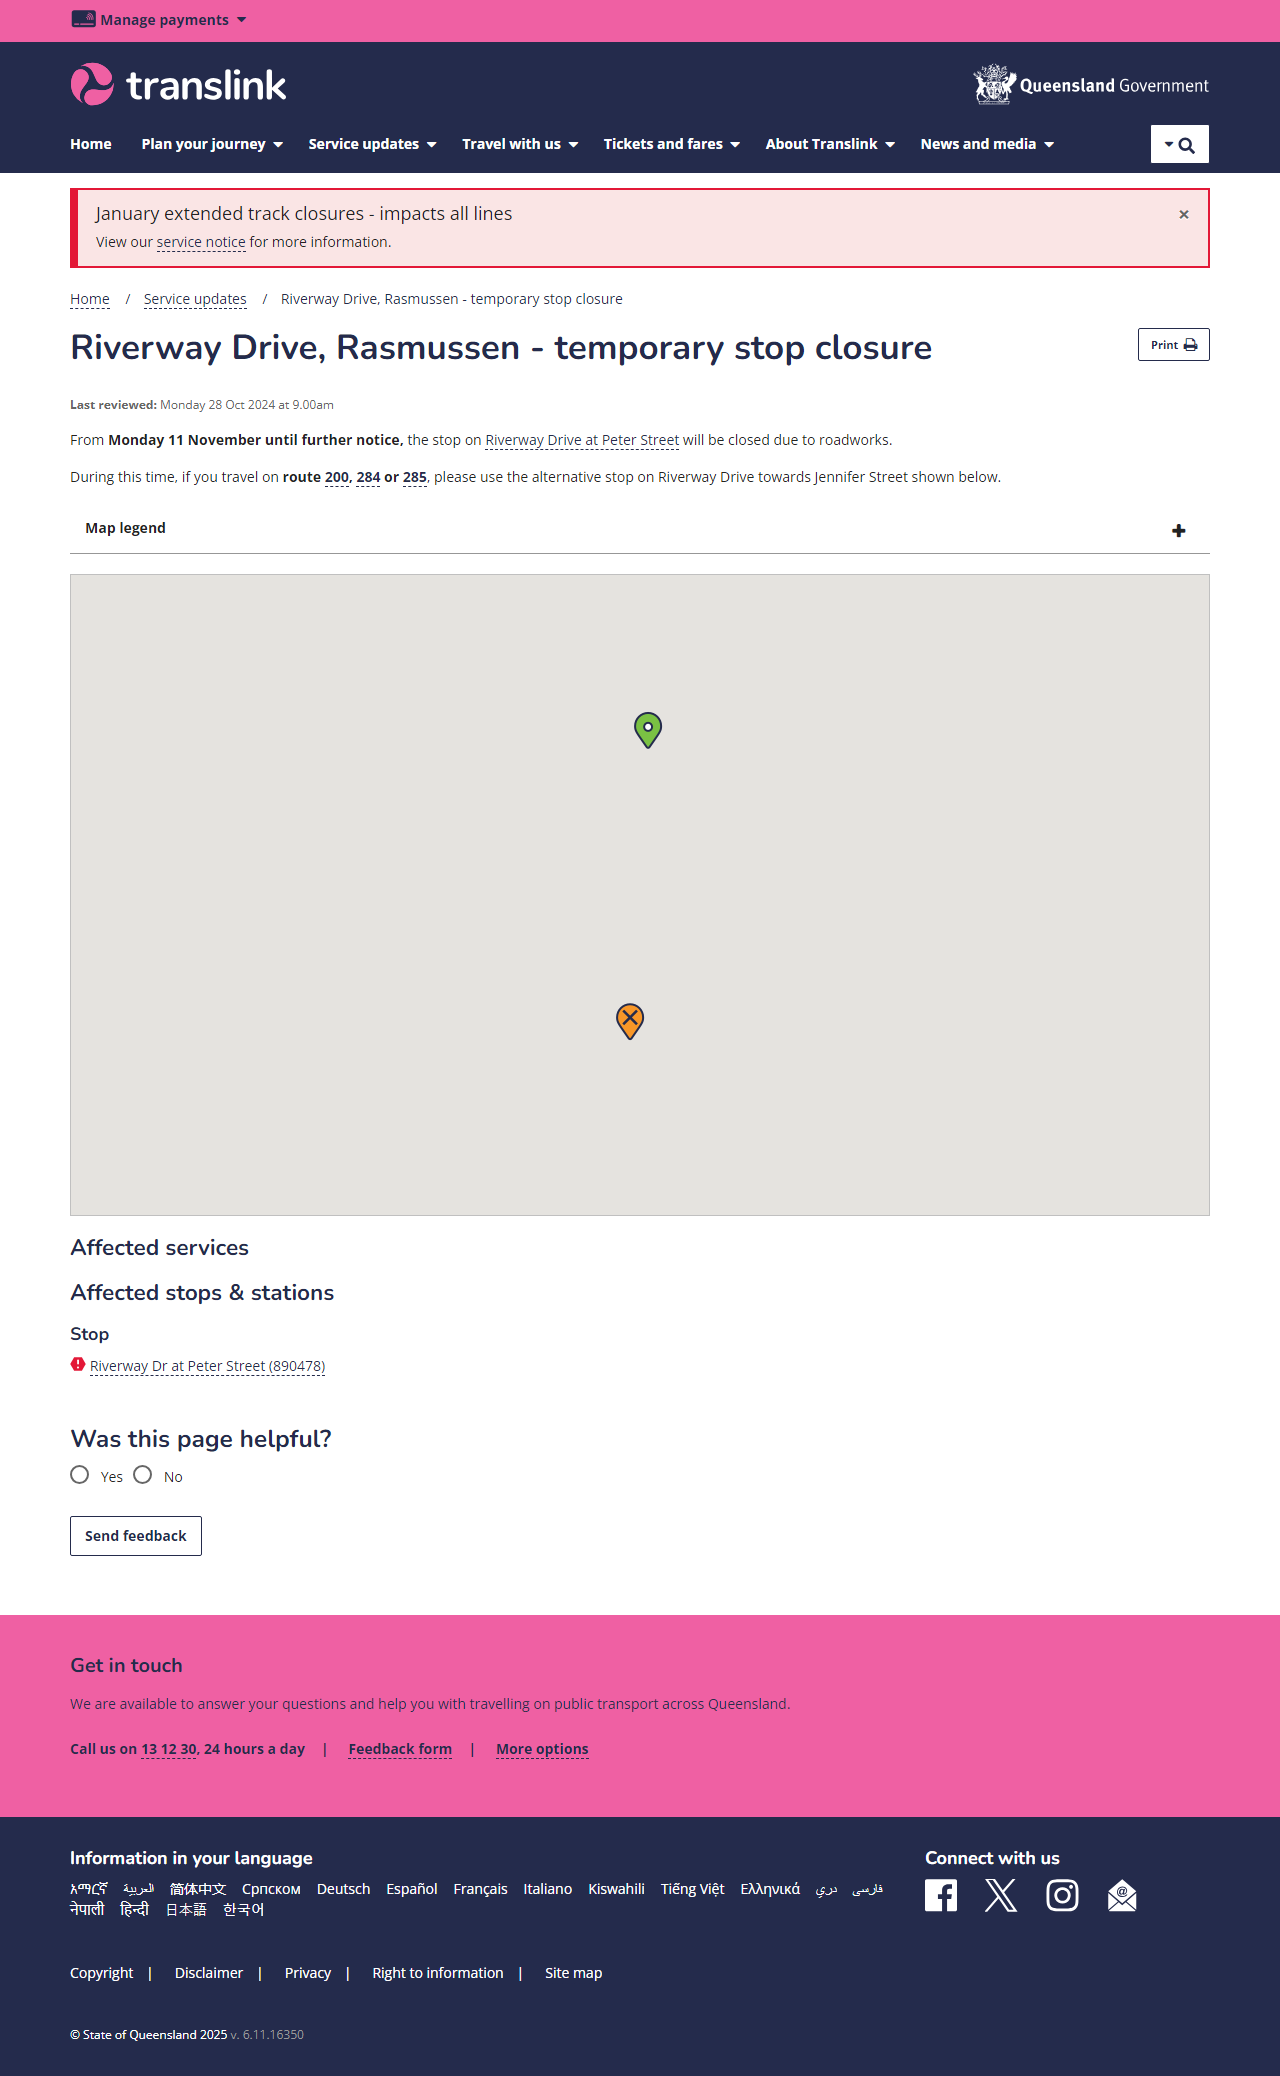 Manage payments
translink
Queensland Government
Home Plan your journey Service updates Travel with us Tickets and fares About Translink News and media
January extended track closures - impacts all lines
×
View our service notice for more information.
Home / Service updates / Riverway Drive, Rasmussen - temporary stop closure
Riverway Drive, Rasmussen - temporary stop closure
Print
Last reviewed: Monday 28 Oct 2024 at 9.00am
From Monday 11 November until further notice, the stop on Riverway Drive at Peter Street will be closed due to roadworks.
During this time, if you travel on route 200, 284 or 285, please use the alternative stop on Riverway Drive towards Jennifer Street shown below.
Map legend
Affected services
Affected stops & stations
Stop
Riverway Dr at Peter Street (890478)
Was this page helpful?
Yes No
Send feedback
Get in touch
We are available to answer your questions and help you with travelling on public transport across Queensland.
Call us on 13 12 30, 24 hours a day | Feedback form | More options
Information in your language
አማርኛ العربية 简体中文 Српском Deutsch Español Français Italiano Kiswahili Tiếng Việt Ελληνικά دري فارسی
नेपाली हिन्दी 日本語 한국어
Connect with us
Copyright | Disclaimer | Privacy | Right to information | Site map
© State of Queensland 2025 v. 6.11.16350